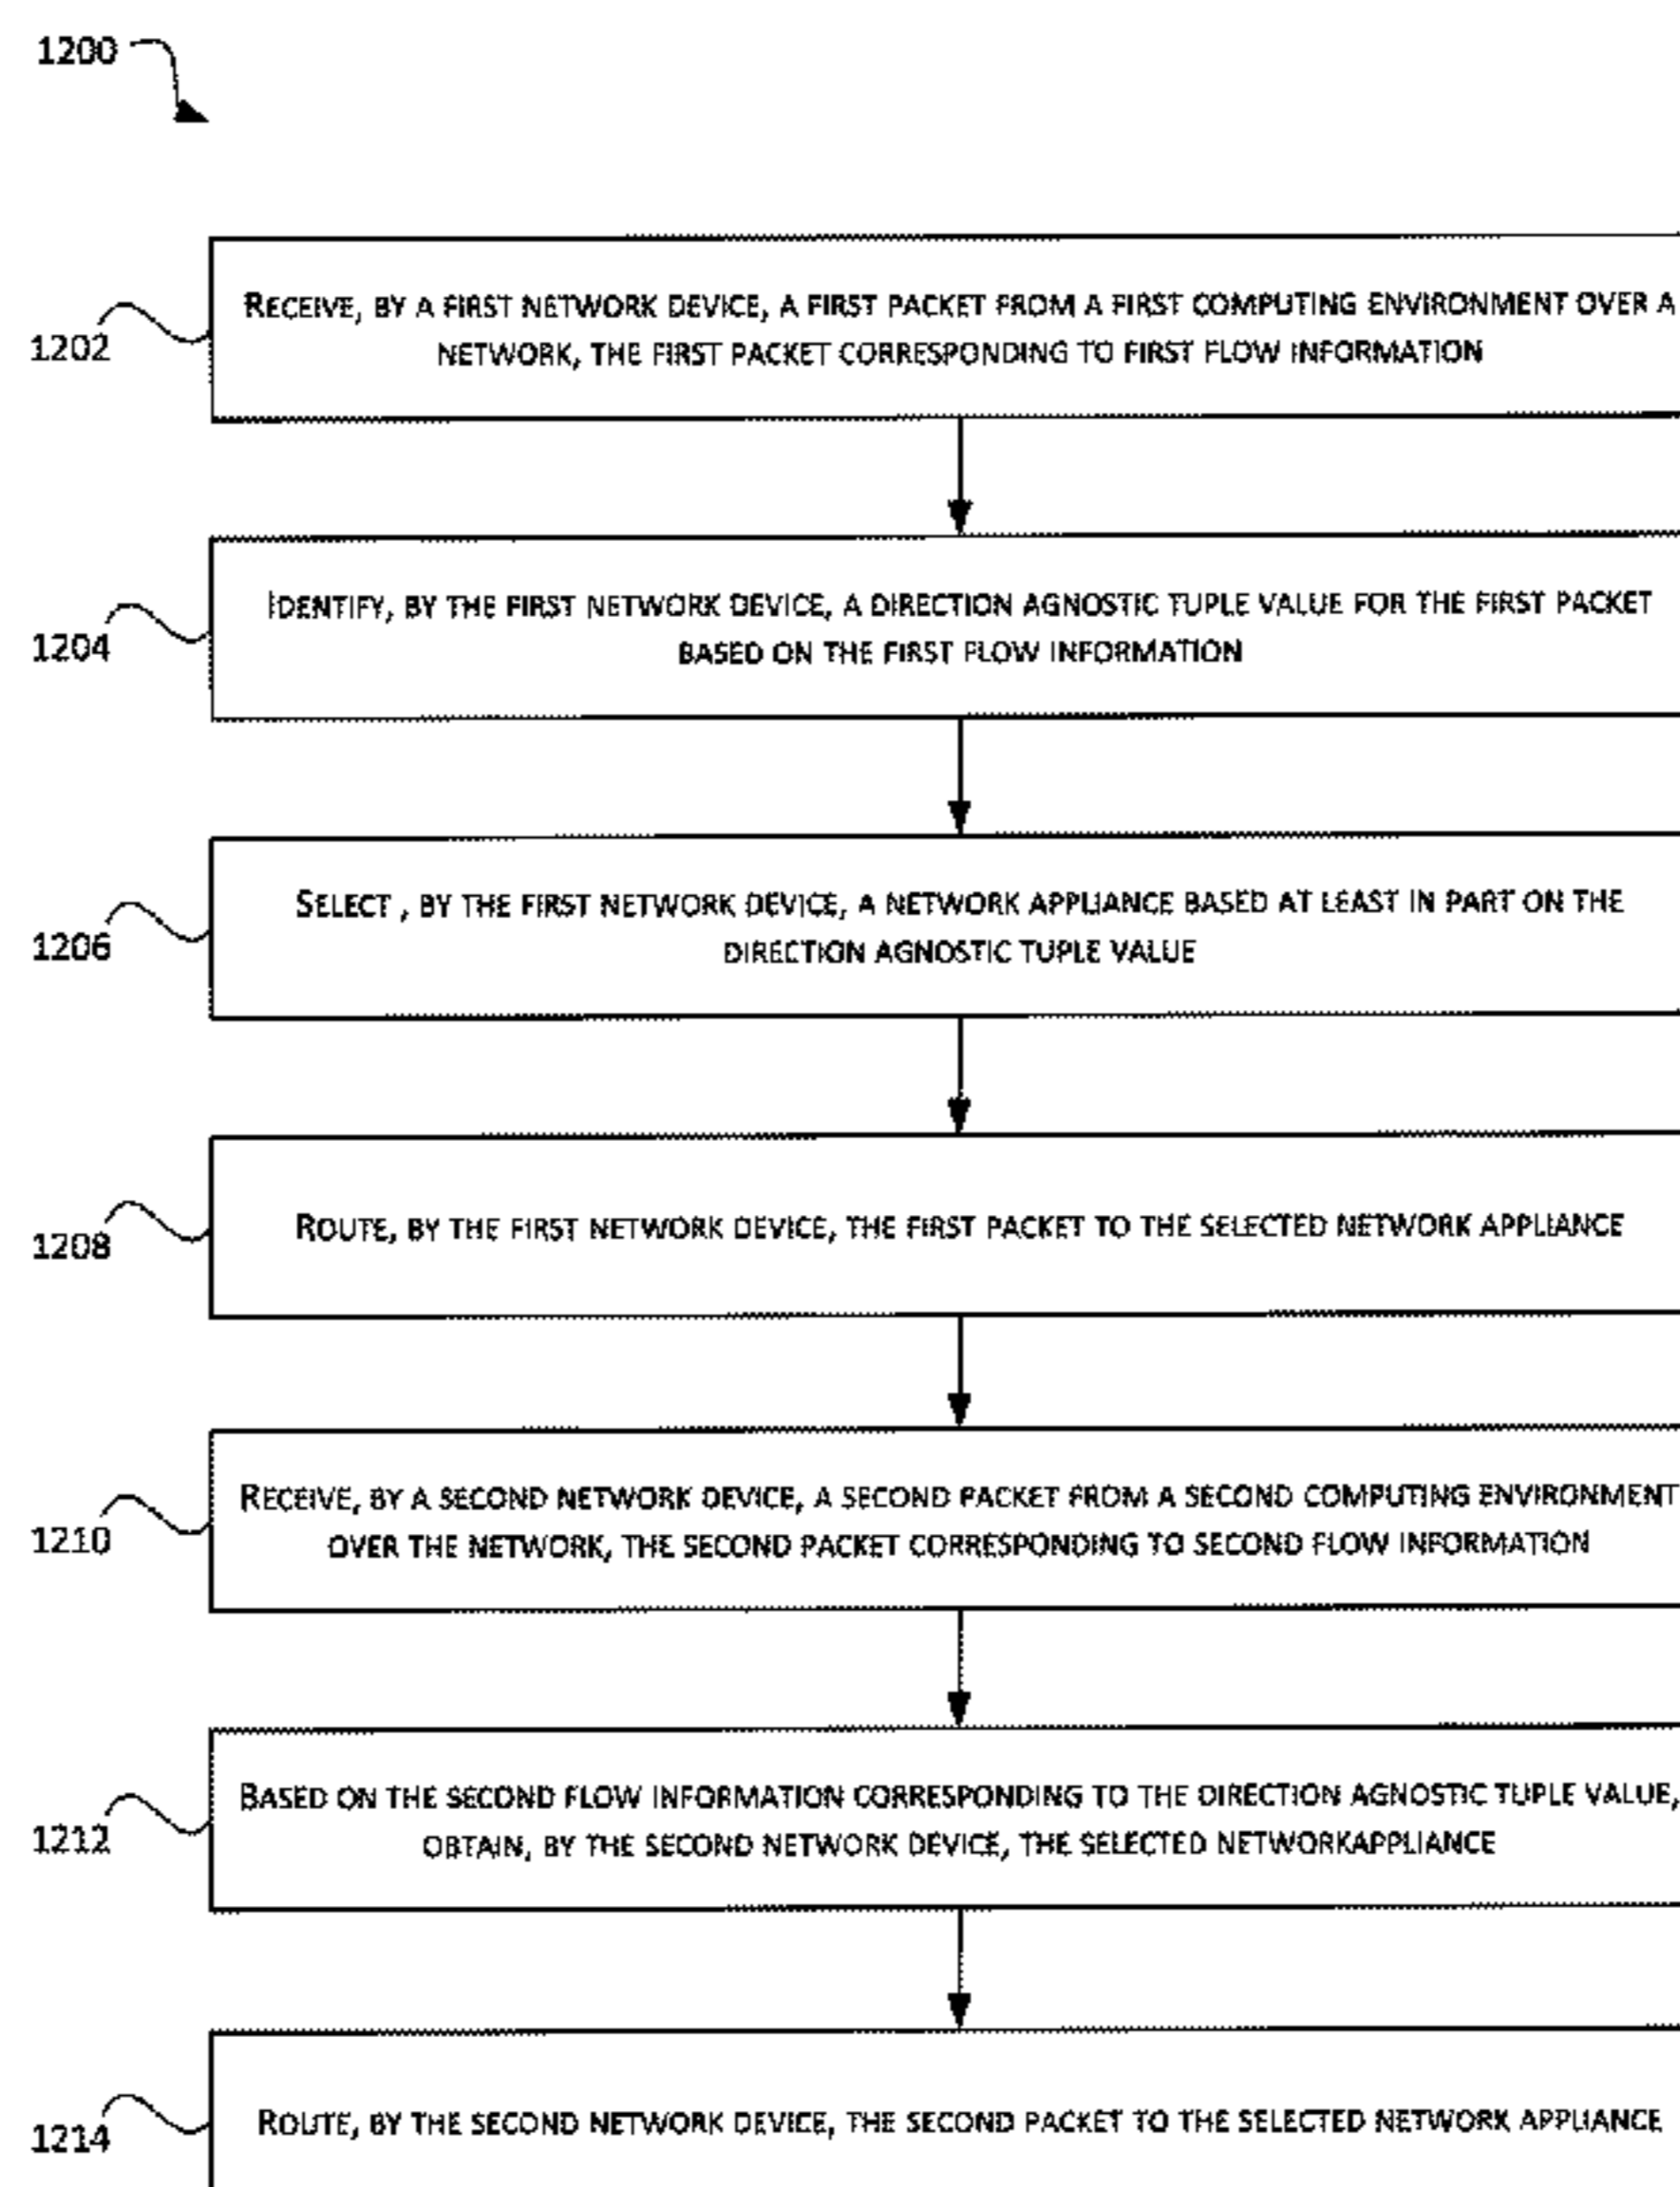 1200
1202
RECEIVE, BY A FIRST NETWORK DEVICE, A FIRST PACKET FROM A FIRST COMPUTING ENVIRONMENT OVER A
NETWORK, THE FIRST PACKET CORRESPONDING TO FIRST FLOW INFORMATION
1204
IDENTIFY, BY THE FIRST NETWORK DEVICE, A DIRECTION AGNOSTIC TUPLE VALUE FOR THE FIRST PACKET
BASED ON THE FIRST FLOW INFORMATION
1206
SELECT , BY THE FIRST NETWORK DEVICE, A NETWORK APPLIANCE BASED AT LEAST IN PART ON THE
DIRECTION AGNOSTIC TUPLE VALUE
1208
ROUTE, BY THE FIRST NETWORK DEVICE, THE FIRST PACKET TO THE SELECTED NETWORK APPLIANCE
1210
RECEIVE, BY A SECOND NETWORK DEVICE, A SECOND PACKET FROM A SECOND COMPUTING ENVIRONMENT
OVER THE NETWORK, THE SECOND PACKET CORRESPONDING TO SECOND FLOW INFORMATION
1212
BASED ON THE SECOND FLOW INFORMATION CORRESPONDING TO THE DIRECTION AGNOSTIC TUPLE VALUE,
OBTAIN, BY THE SECOND NETWORK DEVICE, THE SELECTED NETWORKAPPLIANCE
1214
ROUTE, BY THE SECOND NETWORK DEVICE, THE SECOND PACKET TO THE SELECTED NETWORK APPLIANCE